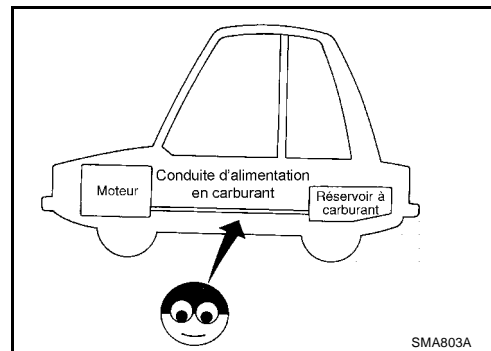 Conduite d'alimentation
en carburant
Moteur
Réservoir à
carburant
SMA803A